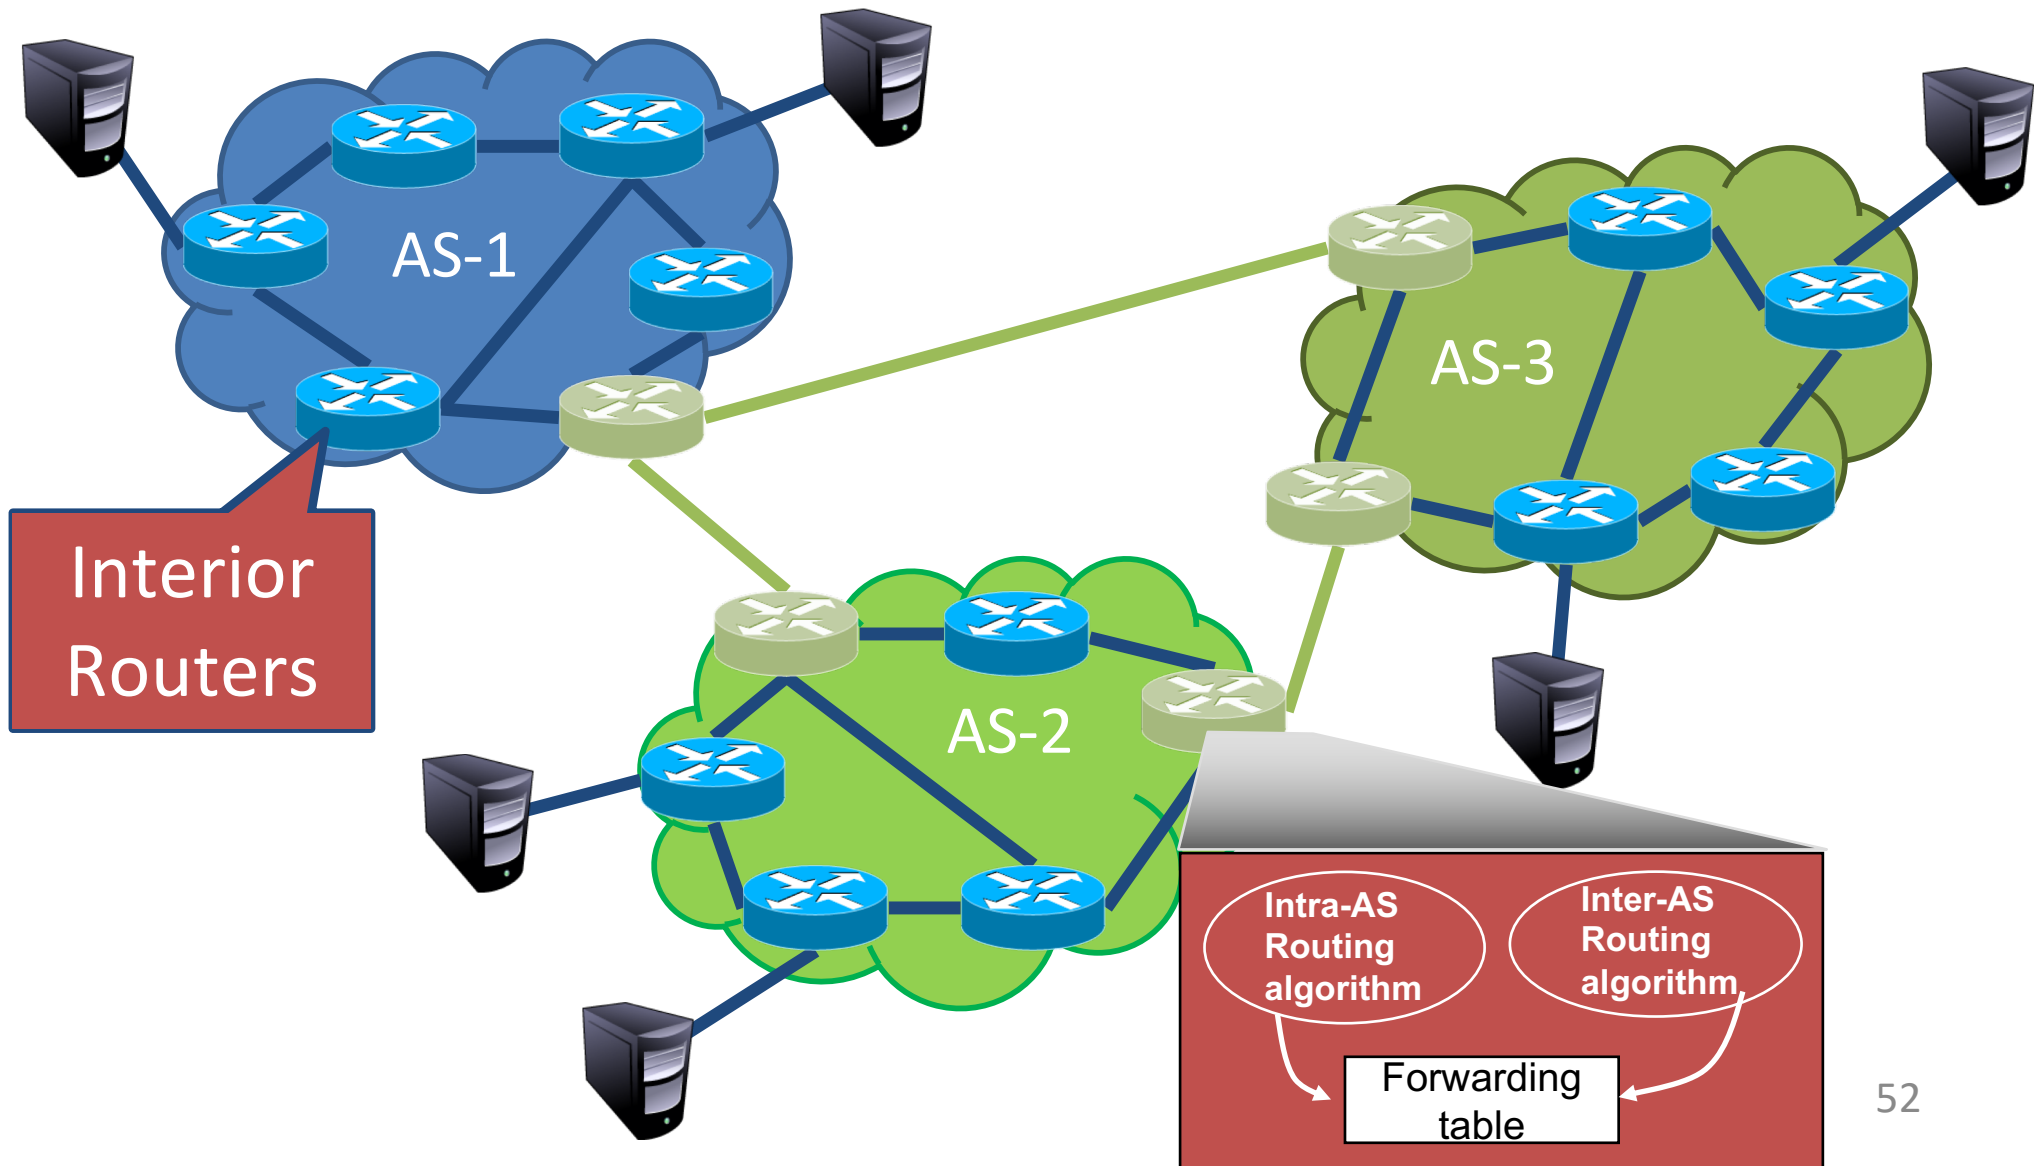 AS-1
AS-3
Interior
Routers
AS-2
Intra-AS
Routing
algorithm
Inter-AS
Routing
algorithm
Forwarding
table
52